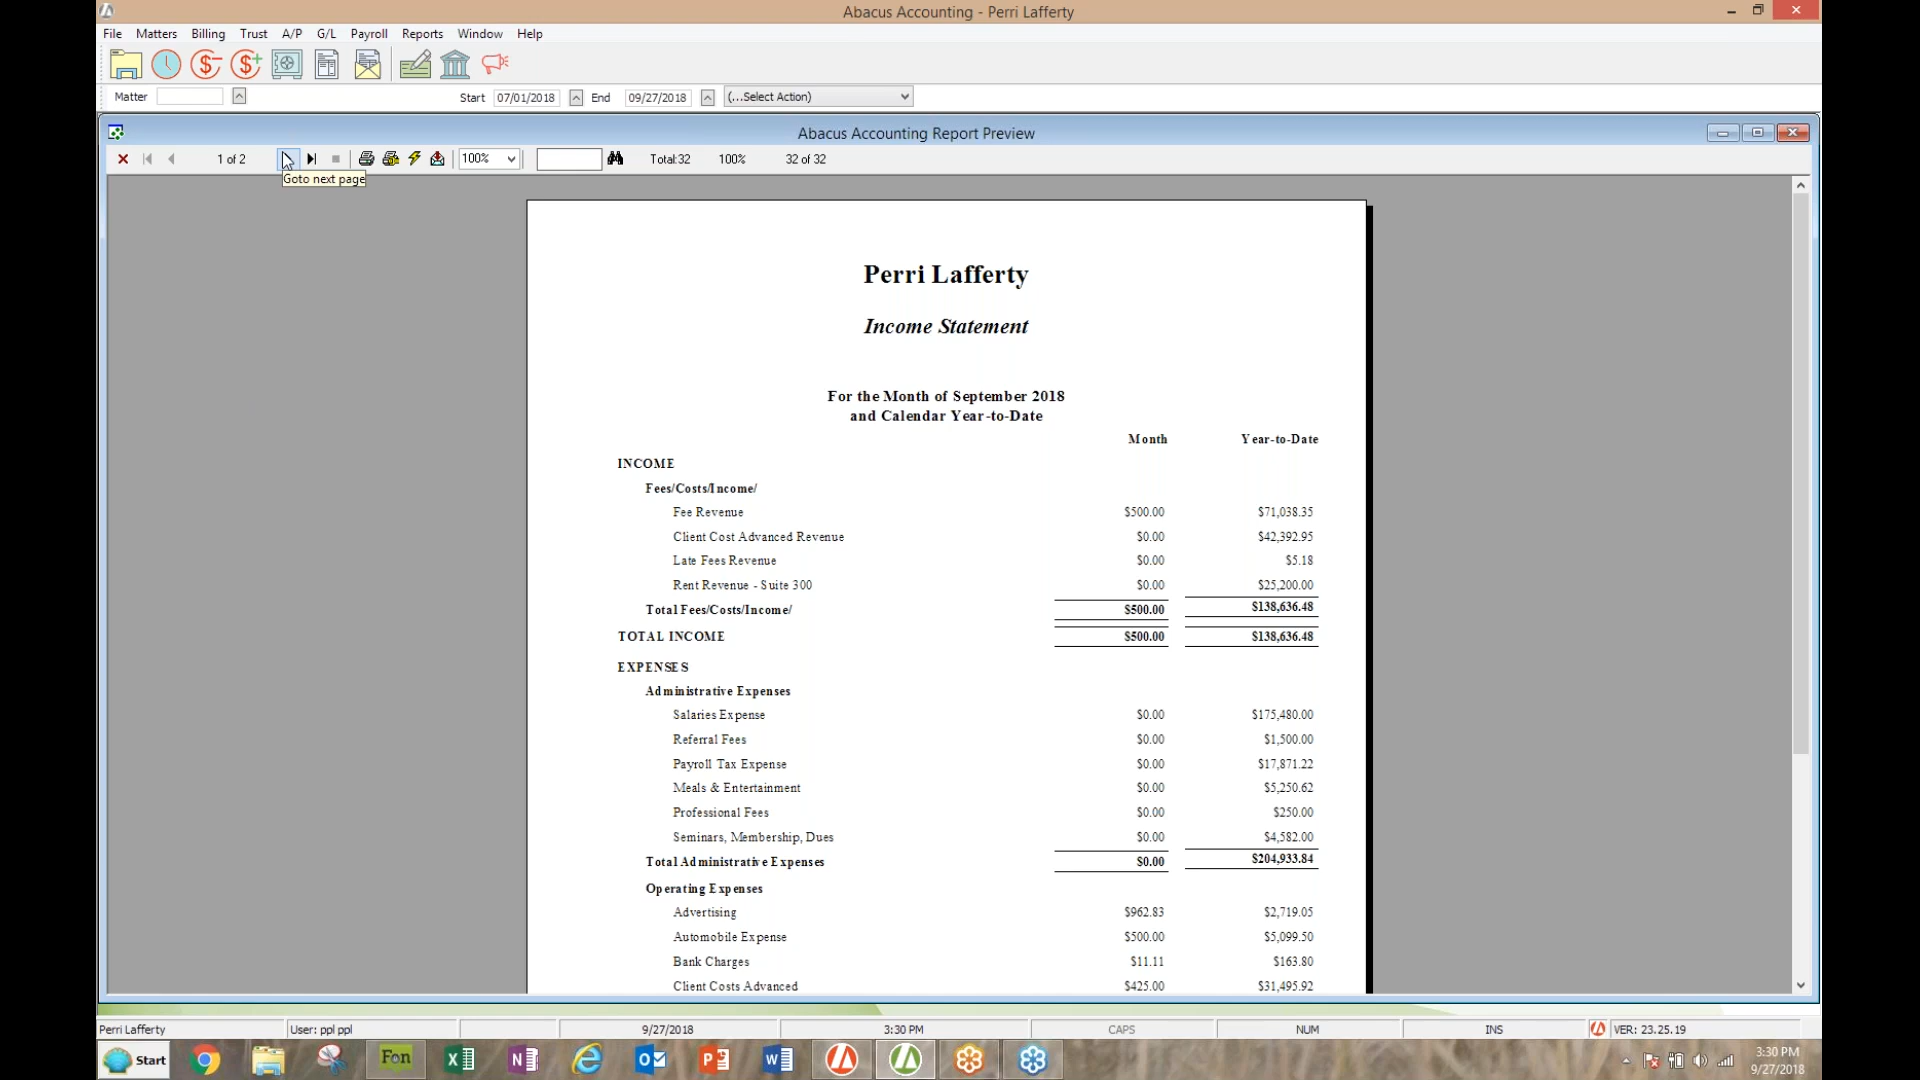 Abacus Accounting - Perri Lafferty
File Matters Billing Trust A/P G/L Payroll Reports Window Help
Matter Start 07/01/2018 End 09/27/2018 (...Select Action)
Abacus Accounting Report Preview
1 of 2 100% Total:32 100% 32 of 32
Goto next page
Perri Lafferty
Income Statement
For the Month of September 2018
and Calendar Year-to-Date
Month Year-to-Date
INCOME
Fees/Costs/Income/
Fee Revenue $500.00 $71,038.35
Client Cost Advanced Revenue $0.00 $42,392.95
Late Fees Revenue $0.00 $5.18
Rent Revenue - Suite 300 $0.00 $25,200.00
Total Fees/Costs/Income/ $500.00 $138,636.48
TOTAL INCOME $500.00 $138,636.48
EXPENSES
Administrative Expenses
Salaries Expense $0.00 $175,480.00
Referral Fees $0.00 $1,500.00
Payroll Tax Expense $0.00 $17,871.22
Meals & Entertainment $0.00 $5,250.62
Professional Fees $0.00 $250.00
Seminars, Membership, Dues $0.00 $4,582.00
Total Administrative Expenses $0.00 $204,933.84
Operating Expenses
Advertising $962.83 $2,719.05
Automobile Expense $500.00 $5,099.50
Bank Charges $11.11 $163.80
Client Costs Advanced $425.00 $31,495.92
Perri Lafferty User: ppl ppl 9/27/2018 3:30 PM CAPS NUM INS VER: 23.25.19
Start Fon 3:30 PM
9/27/2018